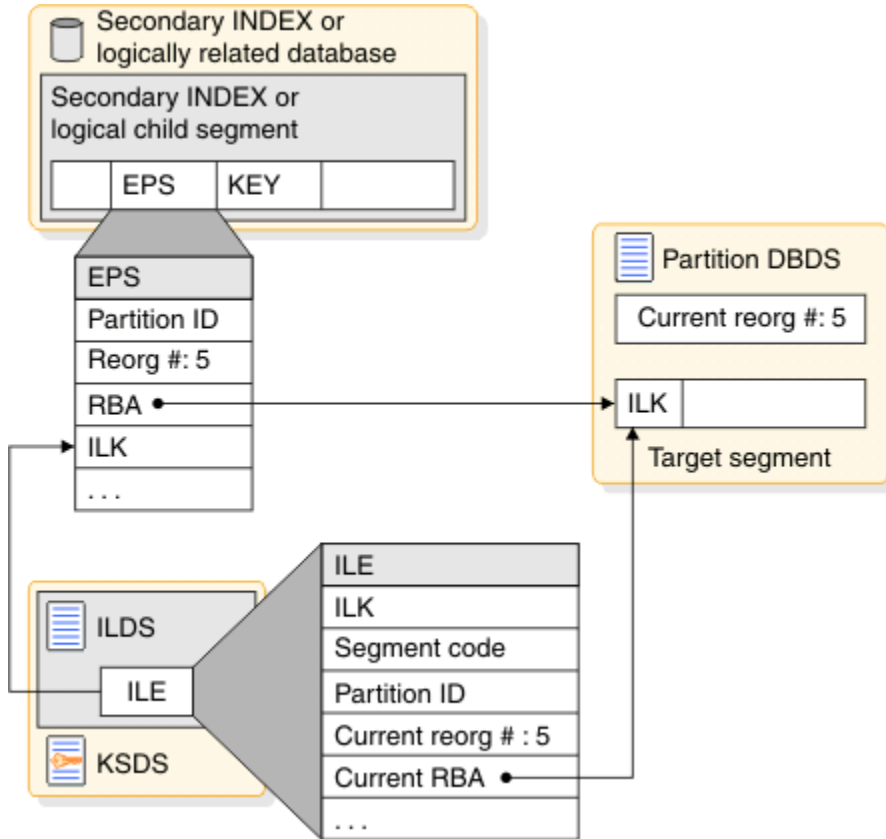 Secondary INDEX or
logically related database
Secondary INDEX or
logical child segment
EPS KEY
EPS
Partition ID
Reorg #: 5
RBA
ILK
. . .
Partition DBDS
Current reorg #: 5
ILK
Target segment
ILDS
ILE
KSDS
ILE
ILK
Segment code
Partition ID
Current reorg # : 5
Current RBA
. . .